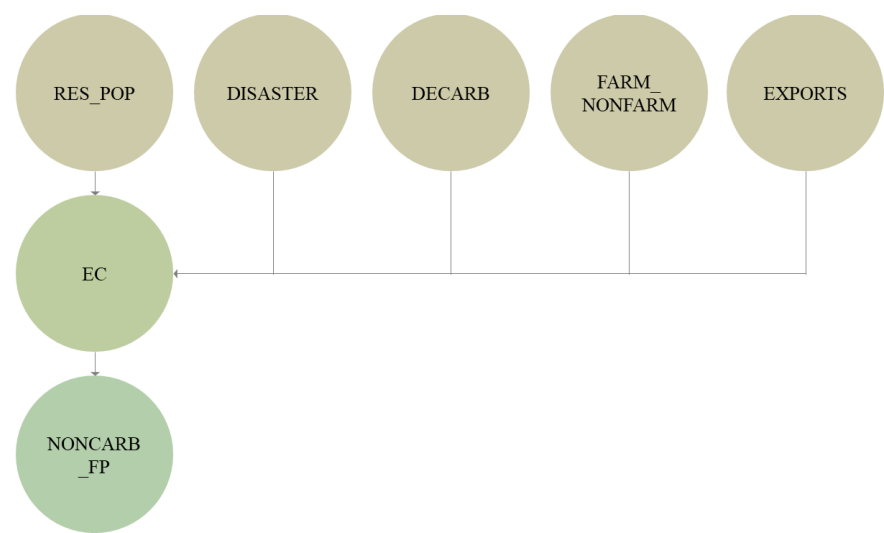 RES_POP
DISASTER
DECARB
FARM_
NONFARM
EXPORTS
EC
NONCARB
_FP